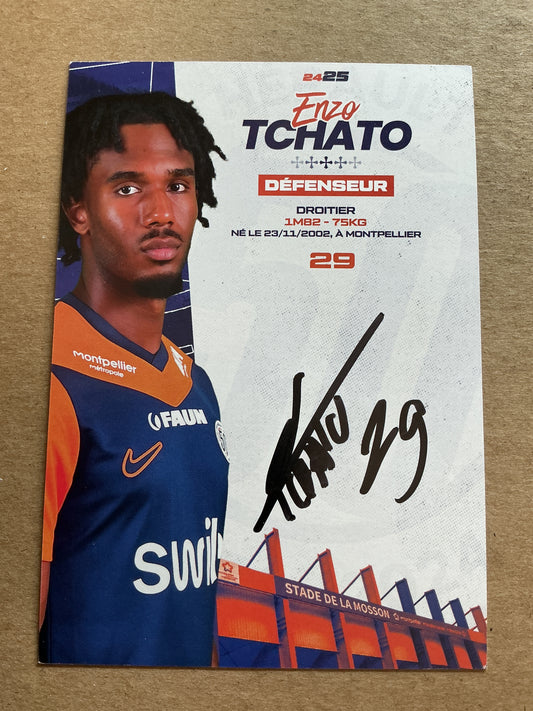 2425
Enzo
TCHATO
DÉFENSEUR
DROITIER
1M82 - 75KG
NÉ LE 23/11/2002, À MONTPELLIER
29
montpellier
métropole
FAUN
swil
29
STADE DE LA MOSSON